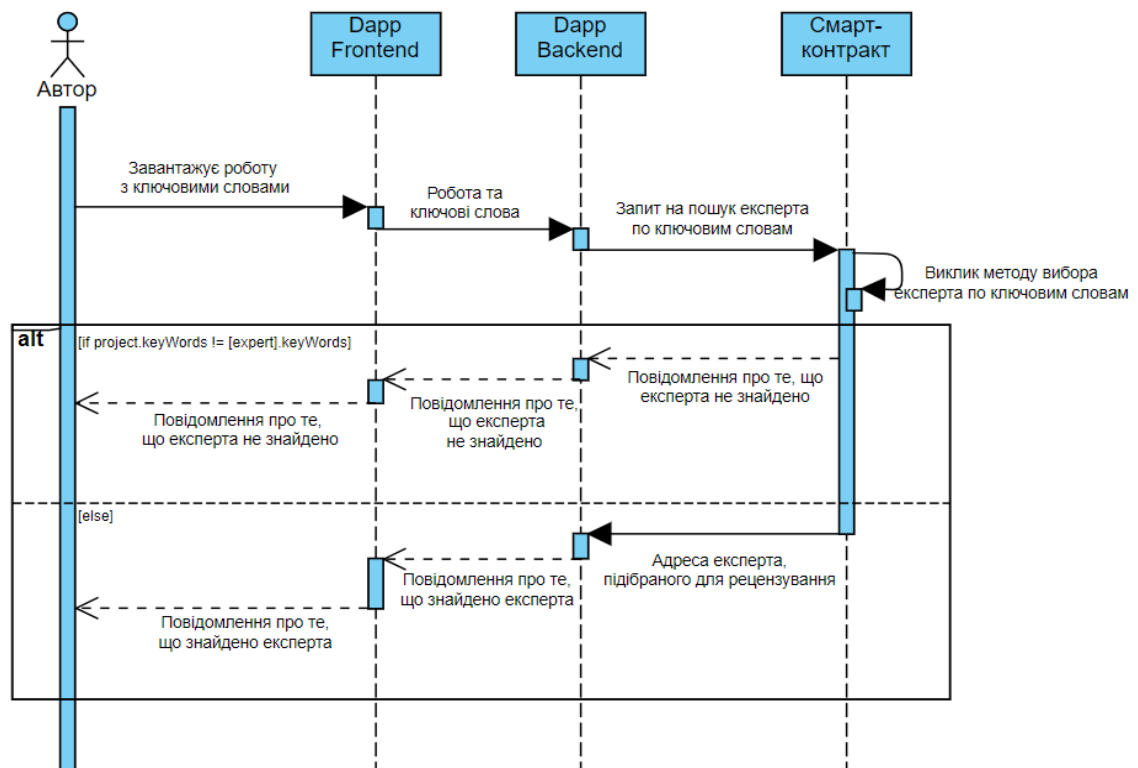 Dapp
Frontend
Dapp
Backend
Смарт-
контракт
Автор
Завантажує роботу
з ключовими словами
Робота та
ключові слова
Запит на пошук експерта
по ключовим словам
Виклик методу вибора
експерта по ключовим словам
alt
[if project.keyWords != [expert].keyWords]
Повідомлення про те, що
експерта не знайдено
Повідомлення про те,
що експерта
не знайдено
Повідомлення про те,
що експерта не знайдено
[else]
Адреса експерта,
підібраного для рецензування
Повідомлення про те,
що знайдено експерта
Повідомлення про те,
що знайдено експерта